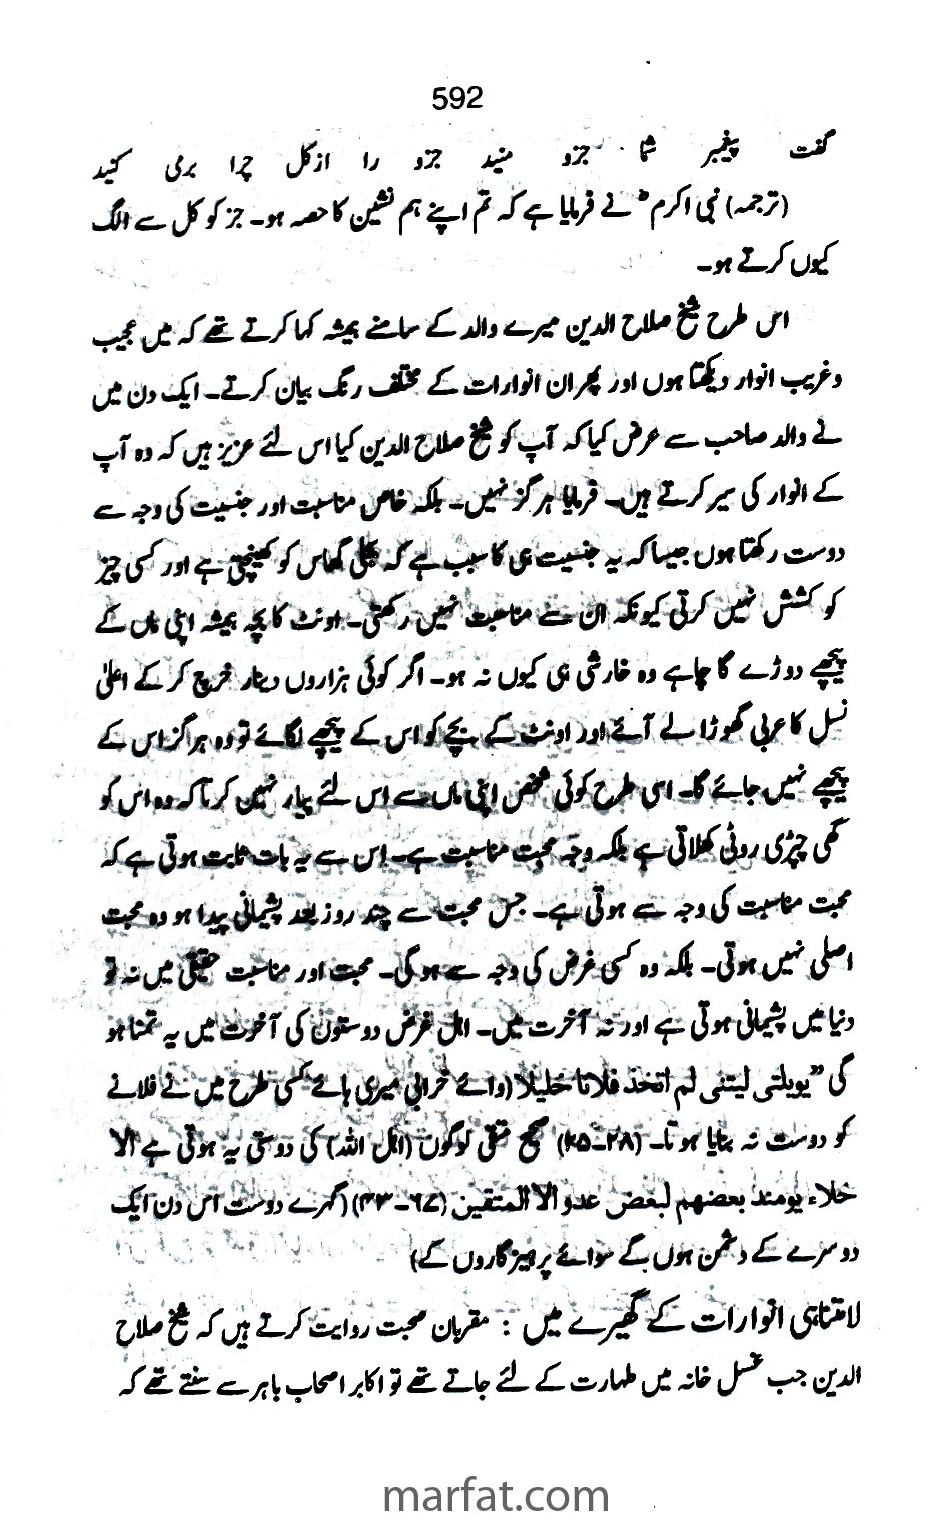 592
گفت پیغمبر شما جزو منید جزو را از کل چرا برمی کنید
(ترجمہ) نبی اکرمؐ نے فرمایا ہے کہ تم اپنے ہم نشین کا حصہ ہو۔ جز کو کل سے الگ
کیوں کرتے ہو۔
اس طرح شیخ صلاح الدین میرے والد کے سامنے ہمیشہ کہا کرتے تھے کہ میں عجیب
و غریب انوار دیکھتا ہوں اور پھر ان انوارات کے مختلف رنگ بیان کرتے۔ ایک دن میں
نے والد صاحب سے عرض کیا کہ آپ کو شیخ صلاح الدین کیا اس لئے عزیز ہیں کہ وہ آپ
کے انوار کی سیر کرتے ہیں۔ فرمایا ہرگز نہیں۔ بلکہ خاص مناسبت اور جنسیت کی وجہ سے
دوست رکھتا ہوں جیسا کہ یہ جنسیت ہی کا سبب ہے کہ بجلی گھاس کو کھینچتی ہے اور کسی چیز
کو کشش نہیں کرتی کیونکہ ان سے مناسبت نہیں رکھتی۔ اونٹ کا بچہ ہمیشہ اپنی ماں کے
پیچھے دوڑے گا چاہے وہ خارشی ہی کیوں نہ ہو۔ اگر کوئی ہزاروں دینار خرچ کر کے اعلیٰ
نسل کا عربی گھوڑا لے آئے اور اونٹ کے بچے کو اس کے پیچھے لگائے تو وہ ہرگز اس کے
پیچھے نہیں جائے گا۔ اسی طرح کوئی شخص اپنی ماں سے اس لئے پیار نہیں کرتا کہ وہ اس کو
گھی چپڑی روٹی کھلاتی ہے بلکہ وجہ محبت مناسبت ہے۔ اس سے یہ بات ثابت ہوتی ہے کہ
محبت مناسبت کی وجہ سے ہوتی ہے۔ جس محبت سے چند روز بعد پشیمانی پیدا ہو وہ محبت
اصلی نہیں ہوتی۔ بلکہ وہ کسی غرض کی وجہ سے ہوگی۔ محبت اور مناسبت حقیقی میں نہ تو
دنیا میں پشیمانی ہوتی ہے اور نہ آخرت میں۔ اہل غرض دوستوں کی آخرت میں یہ تمنا ہو
گی "یویلتی لیتنی لم اتخذ فلانا خلیلا (وائے خرابی میری ہائے کسی طرح میں نے فلانے
کو دوست نہ بنایا ہوتا۔ (۲۸۔۲۵) صحیح متقی لوگوں (اہل اللہ) کی دوستی یہ ہوتی ہے الا
خلاء یومئذ بعضھم لبعض عدو الا المتقین (۶۷۔۴۳) (گہرے دوست اس دن ایک
دوسرے کے دشمن ہوں گے سوائے پرہیزگاروں کے)
لامتناہی انوارات کے گھیرے میں : مقربان محبت روایت کرتے ہیں کہ شیخ صلاح
الدین جب غسل خانہ میں طہارت کے لئے جاتے تھے تو اکابر اصحاب باہر سے سنتے تھے کہ
marfat.com